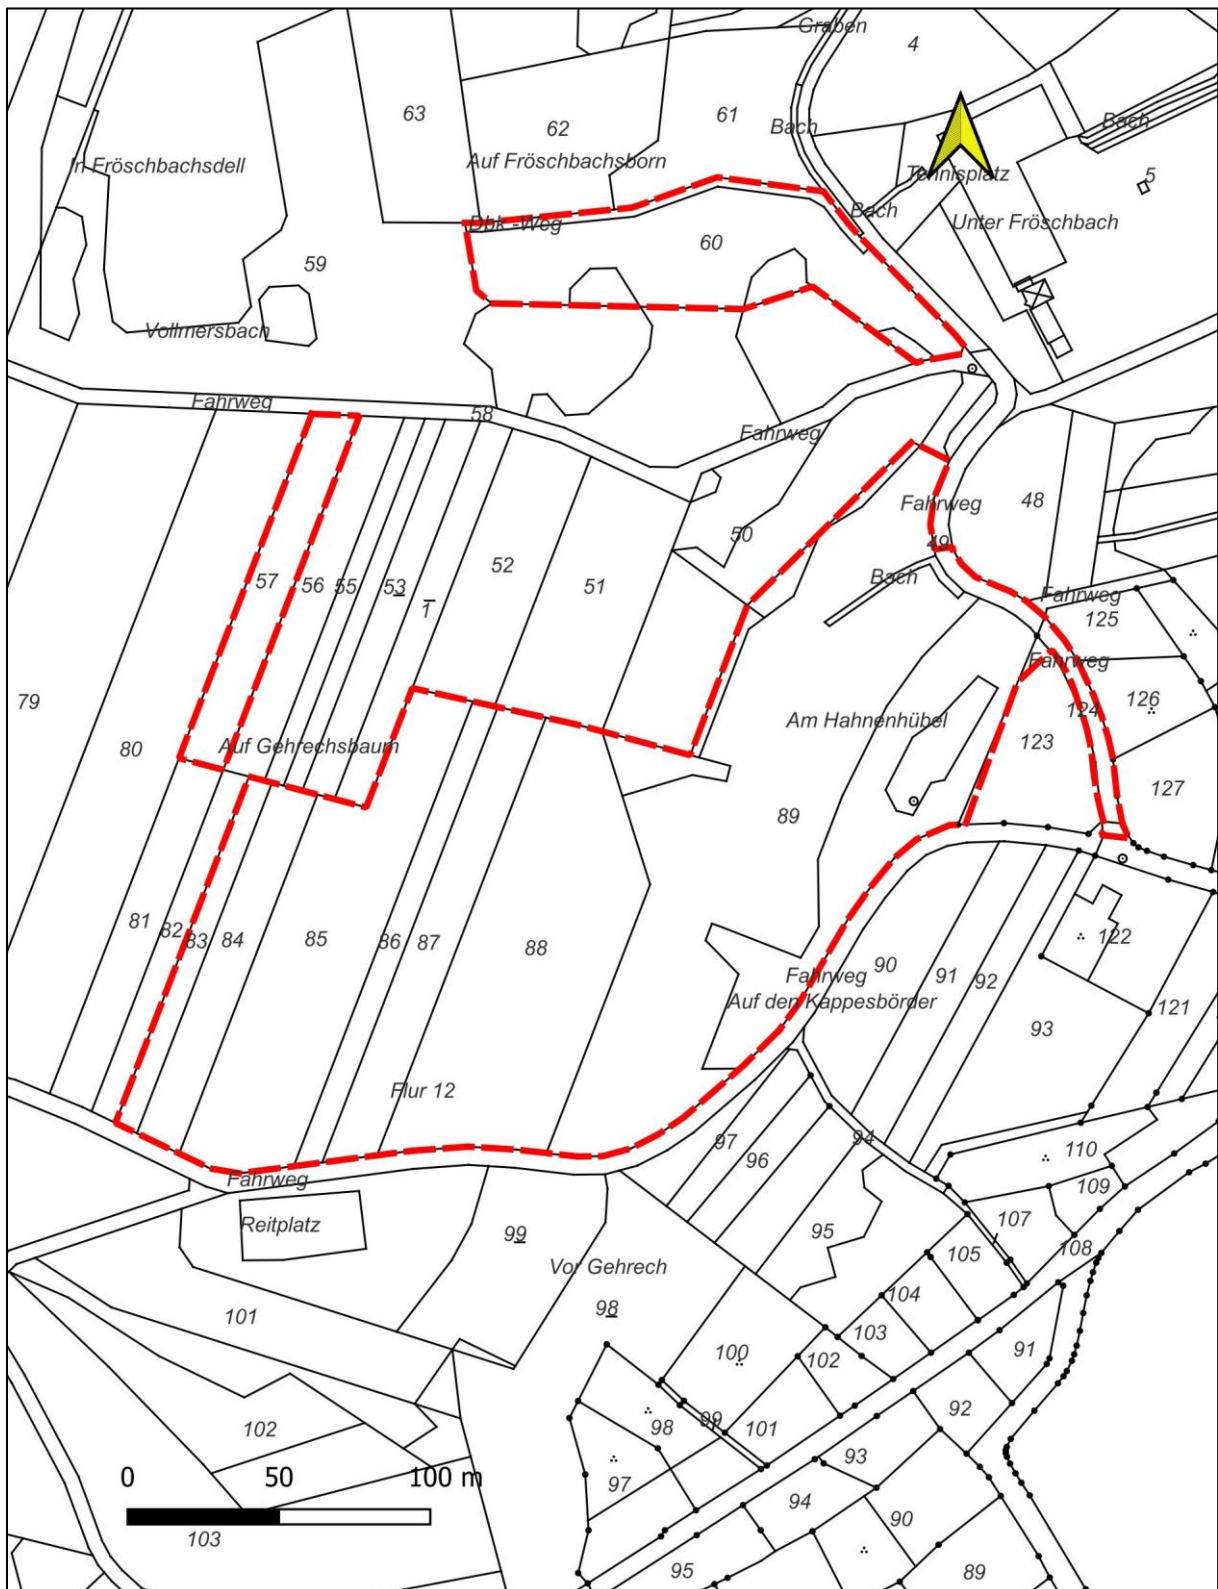 Graben
4
63
61
62
Bach
Bach
In Fröschbachsdell
Auf Fröschbachsborn
Tennisplatz
5
Bach
Unter Fröschbach
Dbk -Weg
60
59
Vollmersbach
Fahrweg
58
Fahrweg
48
Fahrweg
50
49
52
51
57
56
55
53
1
Bach
Fahrweg
125
Fahrweg
126
79
124
Am Hahnenhübel
123
80
Auf Gehrechsbaum
127
89
81
82
83
84
85
86
87
88
90
91
92
122
Fahrweg
Auf den Kappesbörder
121
93
Flur 12
97
96
94
110
109
Fahrweg
Reitplatz
99
95
107
108
105
Vor Gehrech
104
98
101
103
91
100
102
92
102
98
99
101
93
0 50 100 m
97
94
90
103
95
89